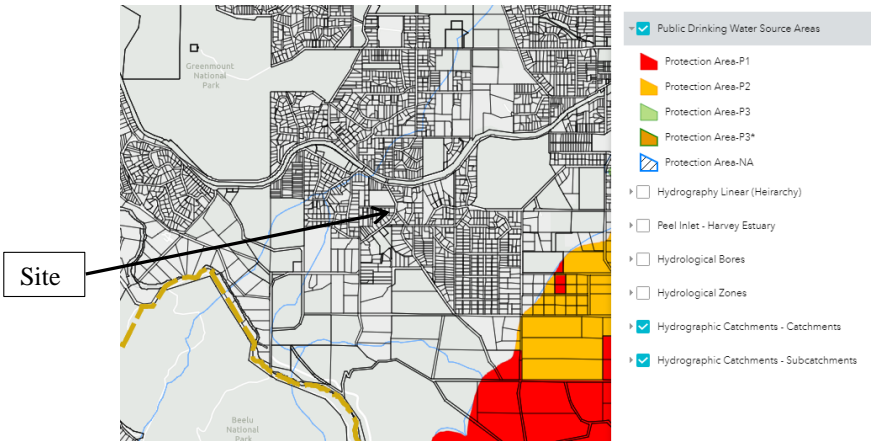 Greenmount
National
Park
Site
Beelu
National
Park
Public Drinking Water Source Areas
Protection Area-P1
Protection Area-P2
Protection Area-P3
Protection Area-P3*
Protection Area-NA
Hydrography Linear (Heirarchy)
Peel Inlet - Harvey Estuary
Hydrological Bores
Hydrological Zones
Hydrographic Catchments - Catchments
Hydrographic Catchments - Subcatchments